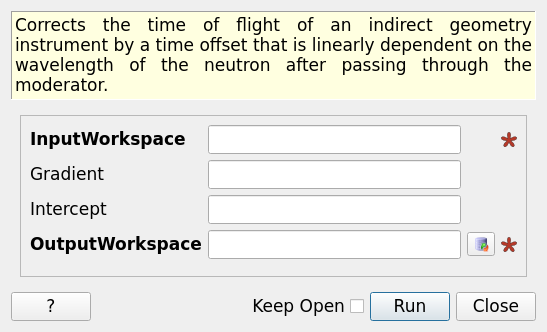 Corrects the time of flight of an indirect geometry
instrument by a time offset that is linearly dependent on the
wavelength of the neutron after passing through the
moderator.
InputWorkspace *
Gradient
Intercept
OutputWorkspace *
? Keep Open Run Close